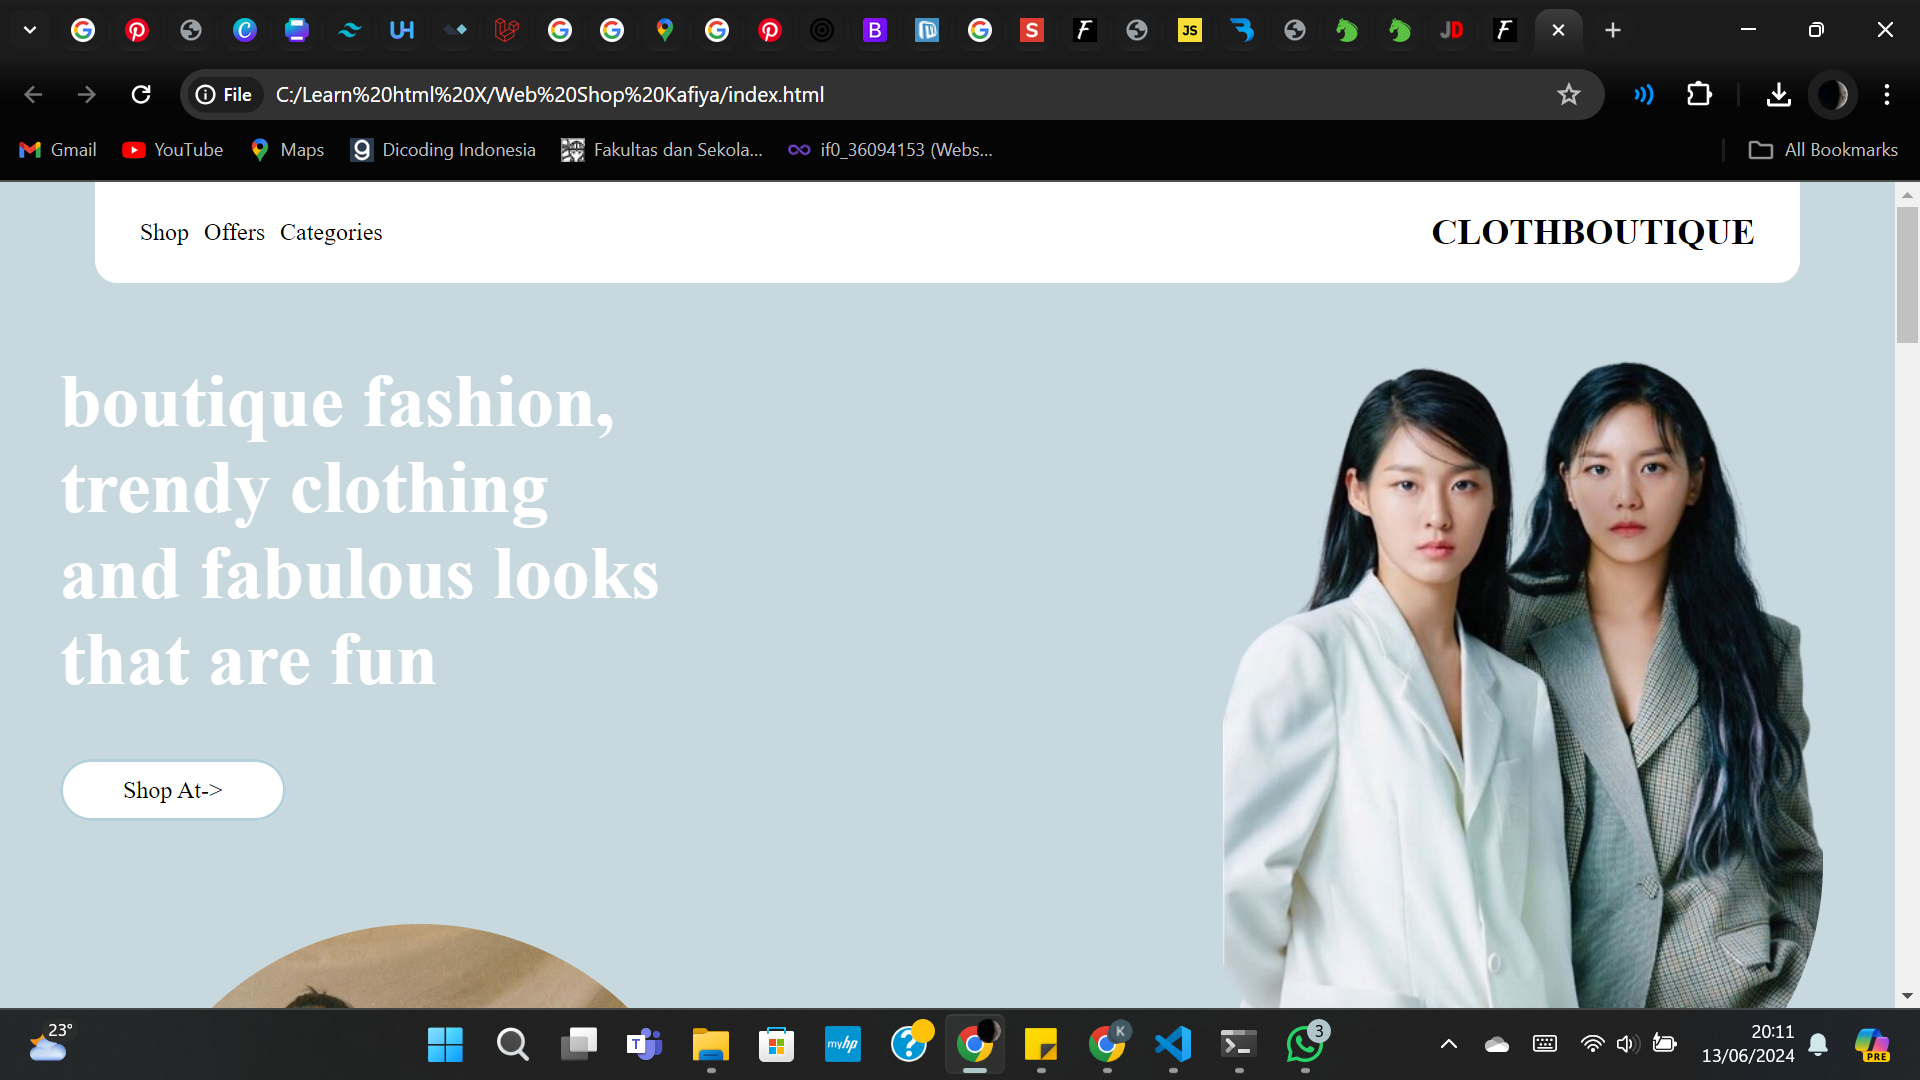 File C:/Learn%20html%20X/Web%20Shop%20Kafiya/index.html
Gmail YouTube Maps Dicoding Indonesia Fakultas dan Sekola... if0_36094153 (Webs... All Bookmarks
Shop Offers Categories CLOTHBOUTIQUE
boutique fashion,
trendy clothing
and fabulous looks
that are fun
Shop At->
23°
20:11
13/06/2024
3
K
PRE
myhp
UH
B
S
F
JS
JD
F